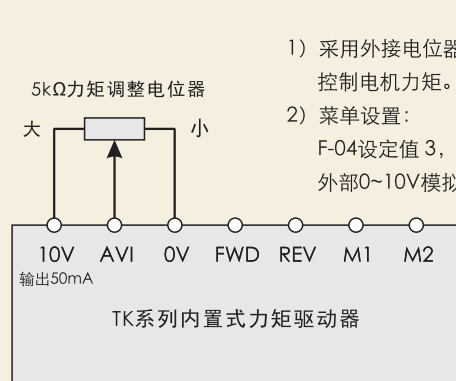 1）采用外接电位器
控制电机力矩。
5kΩ力矩调整电位器
2）菜单设置：
大
小
F-04设定值 3，
外部0~10V模拟
10V AVI 0V FWD REV M1 M2
输出50mA
TK系列内置式力矩驱动器